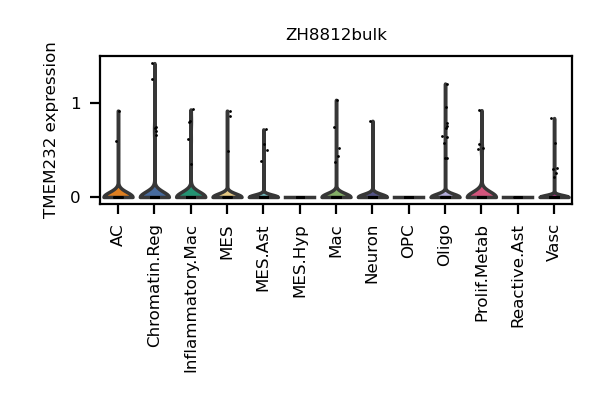 ZH8812bulk
TMEM232 expression
1
0
AC
Chromatin.Reg
Inflammatory.Mac
MES
MES.Ast
MES.Hyp
Mac
Neuron
OPC
Oligo
Prolif.Metab
Reactive.Ast
Vasc